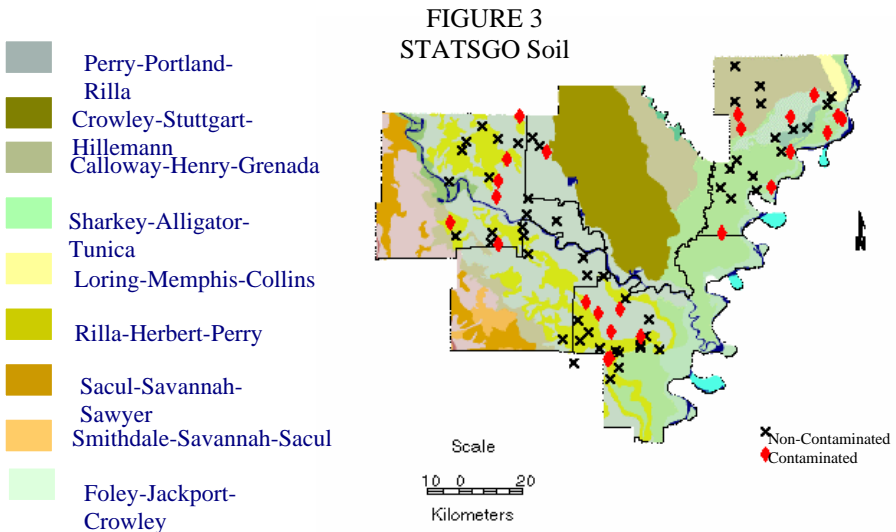 FIGURE 3
STATSGO Soil
Perry-Portland-
Rilla
Crowley-Stuttgart-
Hillemann
Calloway-Henry-Grenada
Sharkey-Alligator-
Tunica
Loring-Memphis-Collins
Rilla-Herbert-Perry
Sacul-Savannah-
Sawyer
Smithdale-Savannah-Sacul
Foley-Jackport-
Crowley
N
Scale
10 0 20
Kilometers
Non-Contaminated
Contaminated